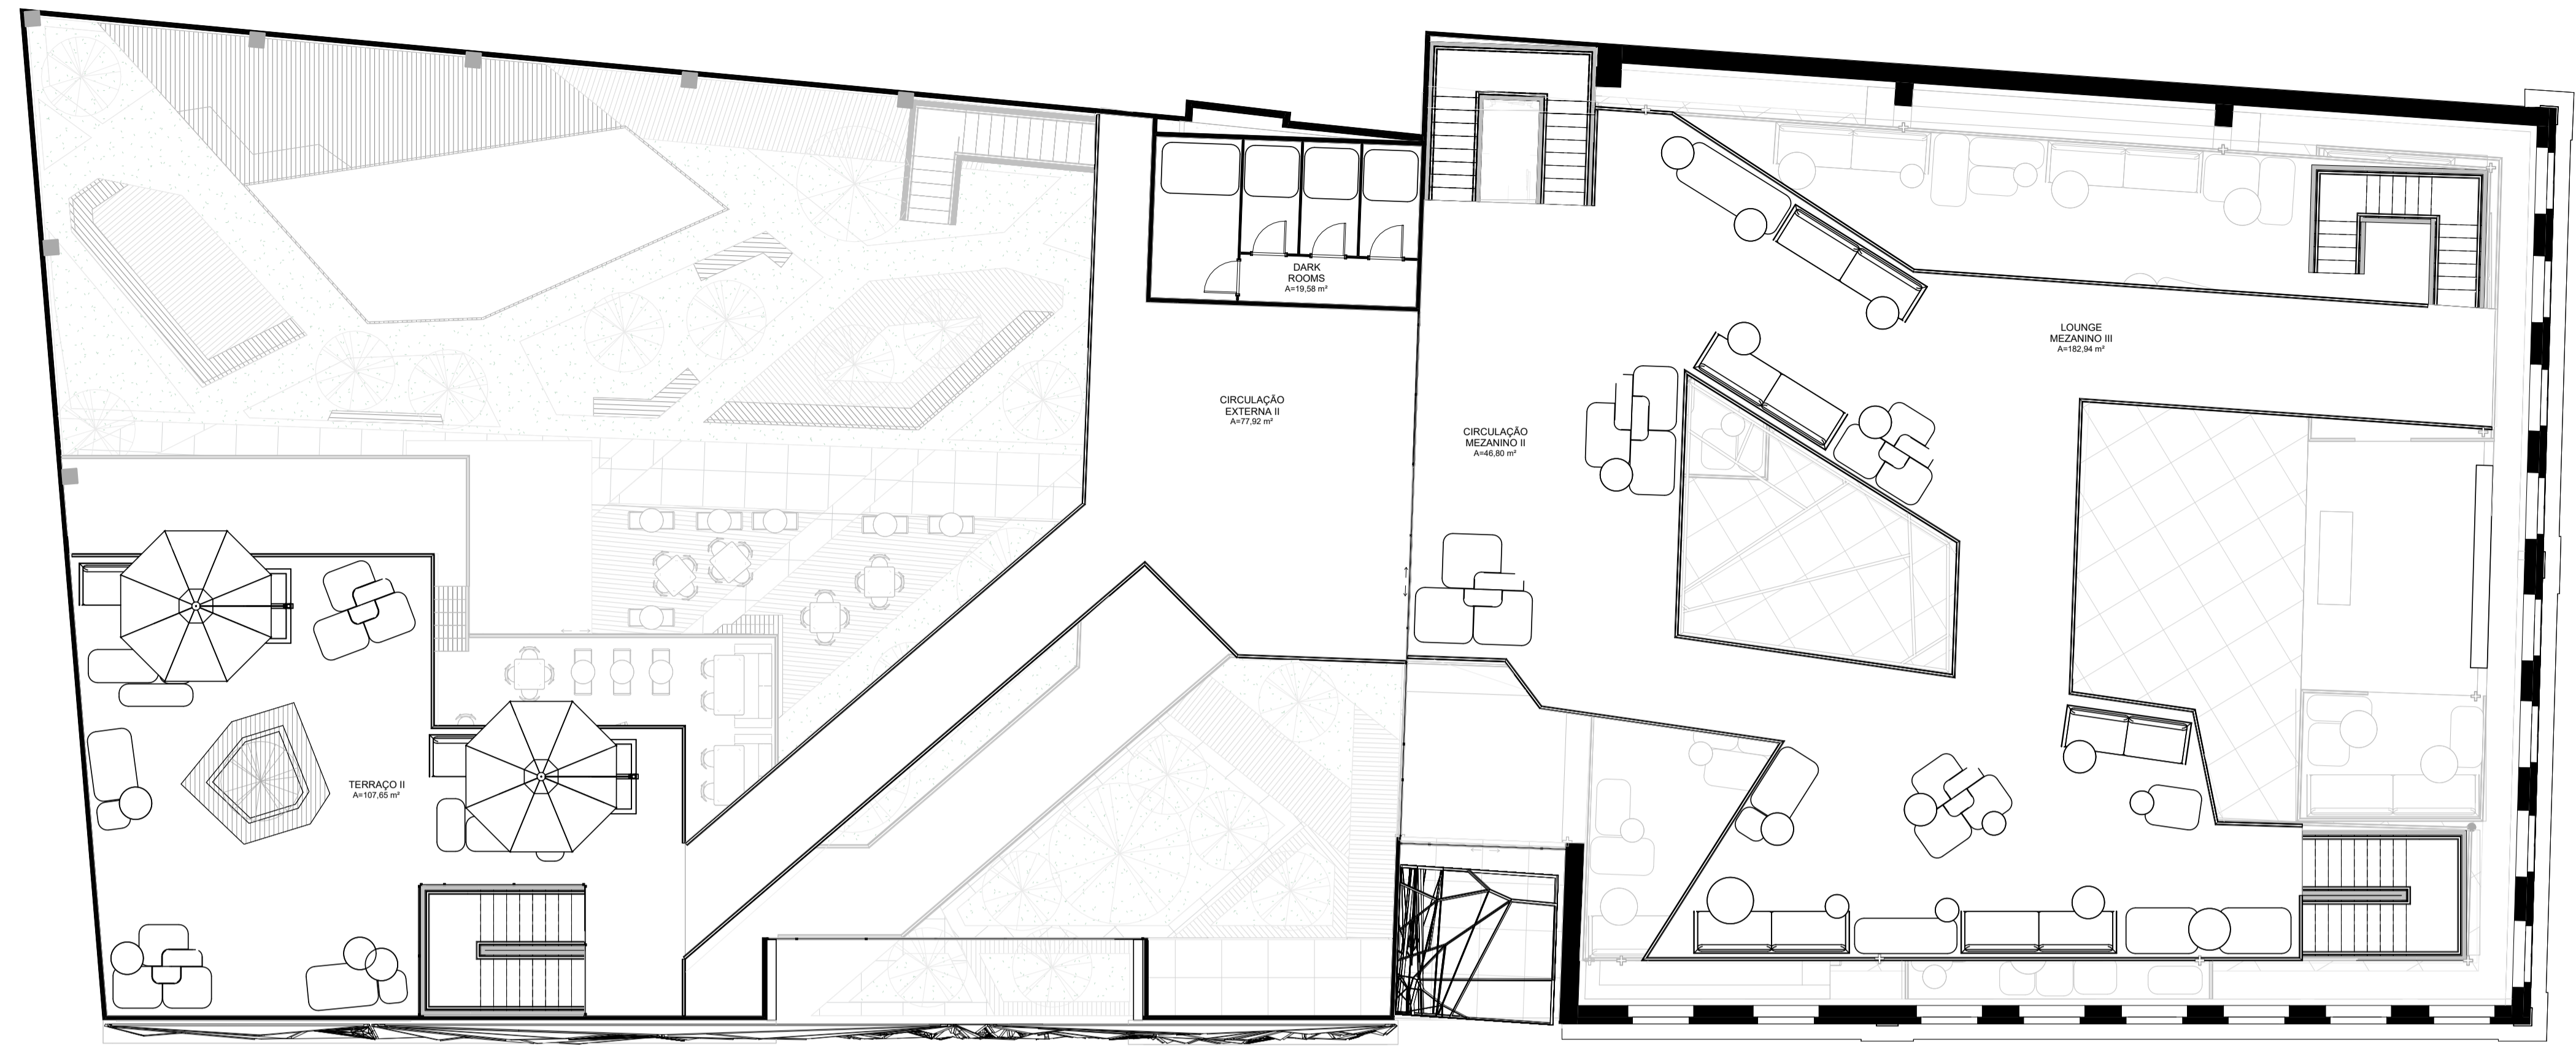 DARK
ROOMS
A=19,58 m²
LOUNGE
MEZANINO III
A=182,94 m²
CIRCULAÇÃO
EXTERNA II
A=77,92 m²
CIRCULAÇÃO
MEZANINO II
A=46,80 m²
TERRAÇO II
A=107,65 m²